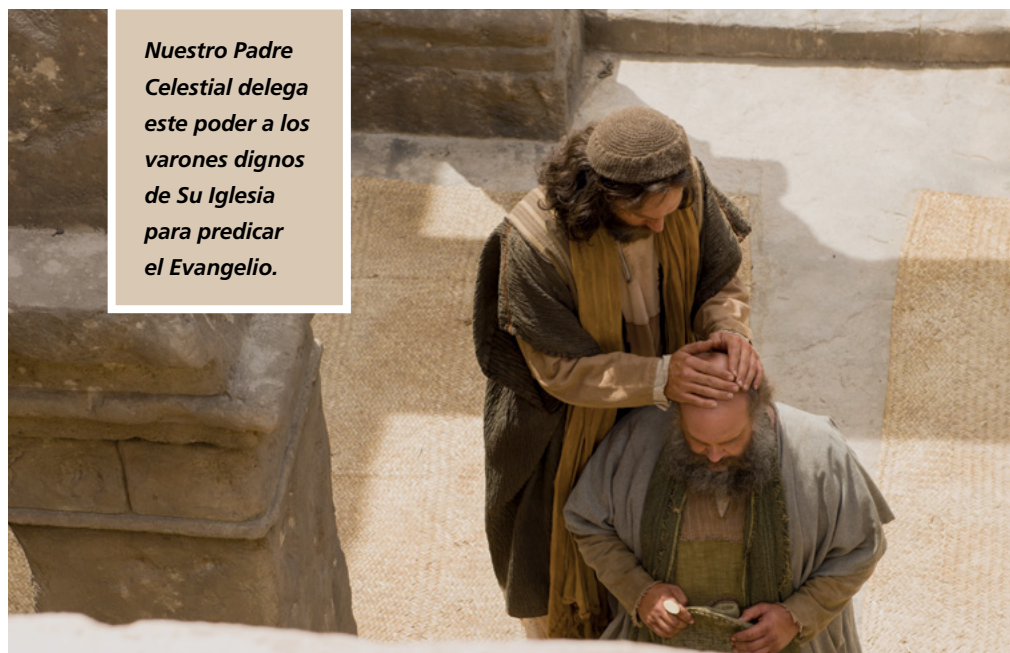 Nuestro Padre
Celestial delega
este poder a los
varones dignos
de Su Iglesia
para predicar
el Evangelio.